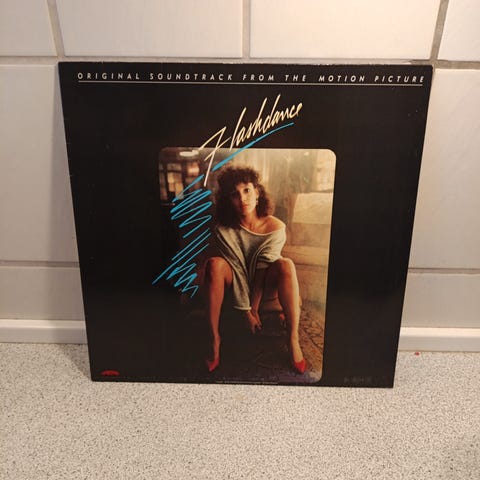 ORIGINAL SOUNDTRACK FROM THE MOTION PICTURE
Flashdance